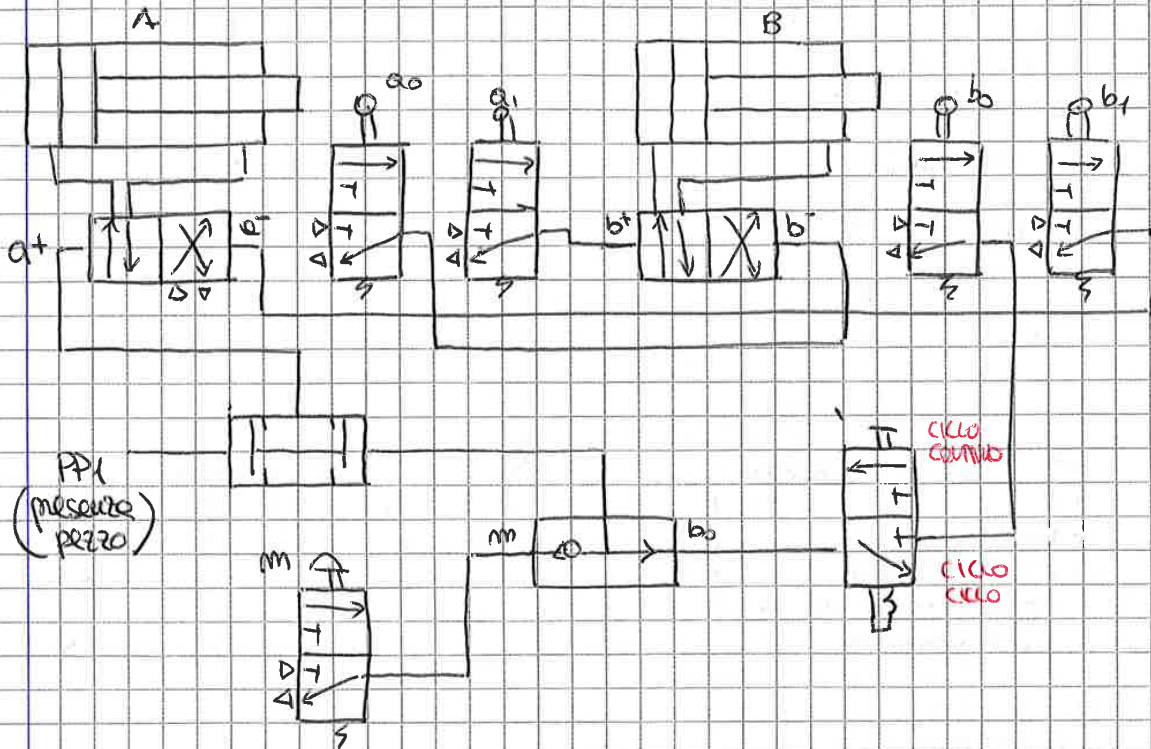 A
B
a0
a1
b0
b1
a+
a-
b+
b-
PP1
(presenza
pezzo)
m
m
b0
CICLO
CONTINUO
CICLO
CICLO